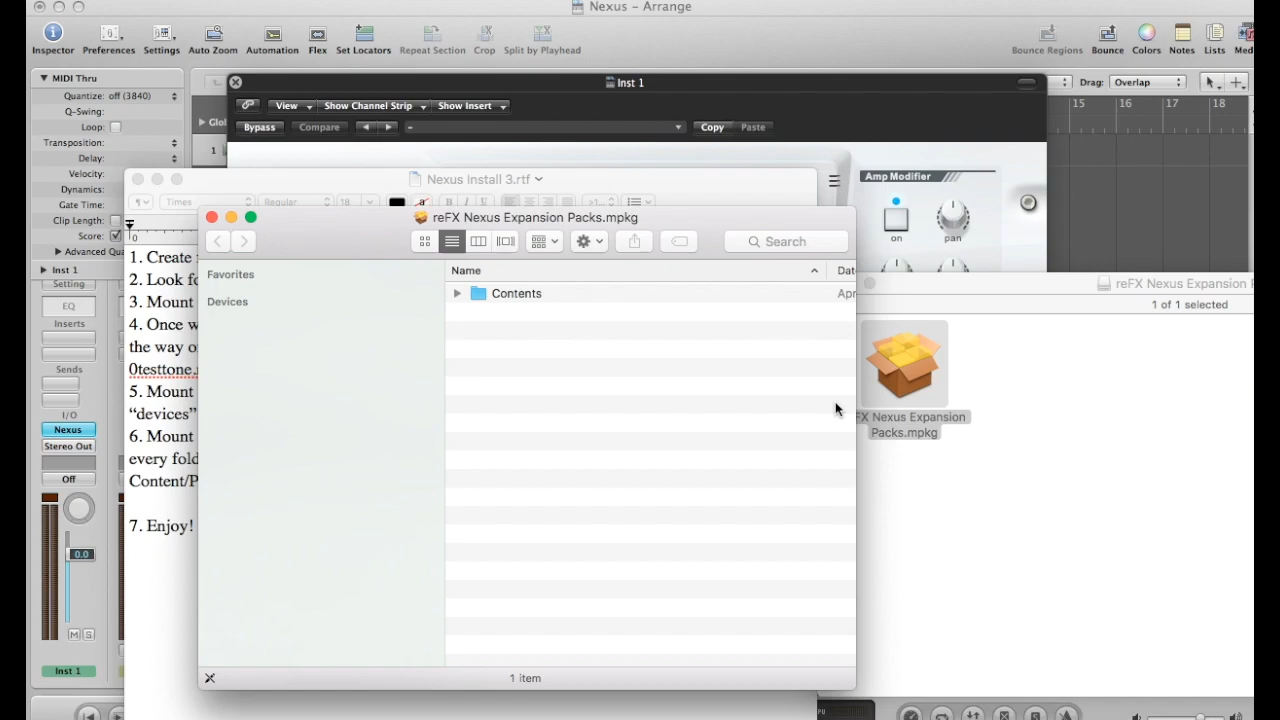 Nexus – Arrange
Inspector Preferences Settings Auto Zoom Automation Flex Set Locators Repeat Section Crop Split by Playhead Bounce Regions Bounce Colors Notes Lists
MIDI Thru
Inst 1
Drag: Overlap
Quantize: off (3840)
View Show Channel Strip Show Insert
15 16 17 18
Q-Swing:
Loop:
Bypass Compare – Copy Paste
Transposition:
1
Delay:
Velocity:
Nexus Install 3.rtf
Amp Modifier
Dynamics:
Times Regular 18 B I U
Gate Time:
Clip Length:
reFX Nexus Expansion Packs.mpkg
Score:
0
on pan
Search
Advanced
1. Create
Favorites
Name
Inst 1
Setting
2. Look
reFX Nexus Expansion
Contents
EQ
3. Mount
Devices
1 of 1 selected
Inserts
4. Once
the way
Sends
0testtone.
5. Mount
I/O
“devices”
Nexus Expansion
Packs.mpkg
Nexus
6. Mount
Stereo Out
every
Off
Content/P
7. Enjoy!
0.0
M S
Inst 1
1 item